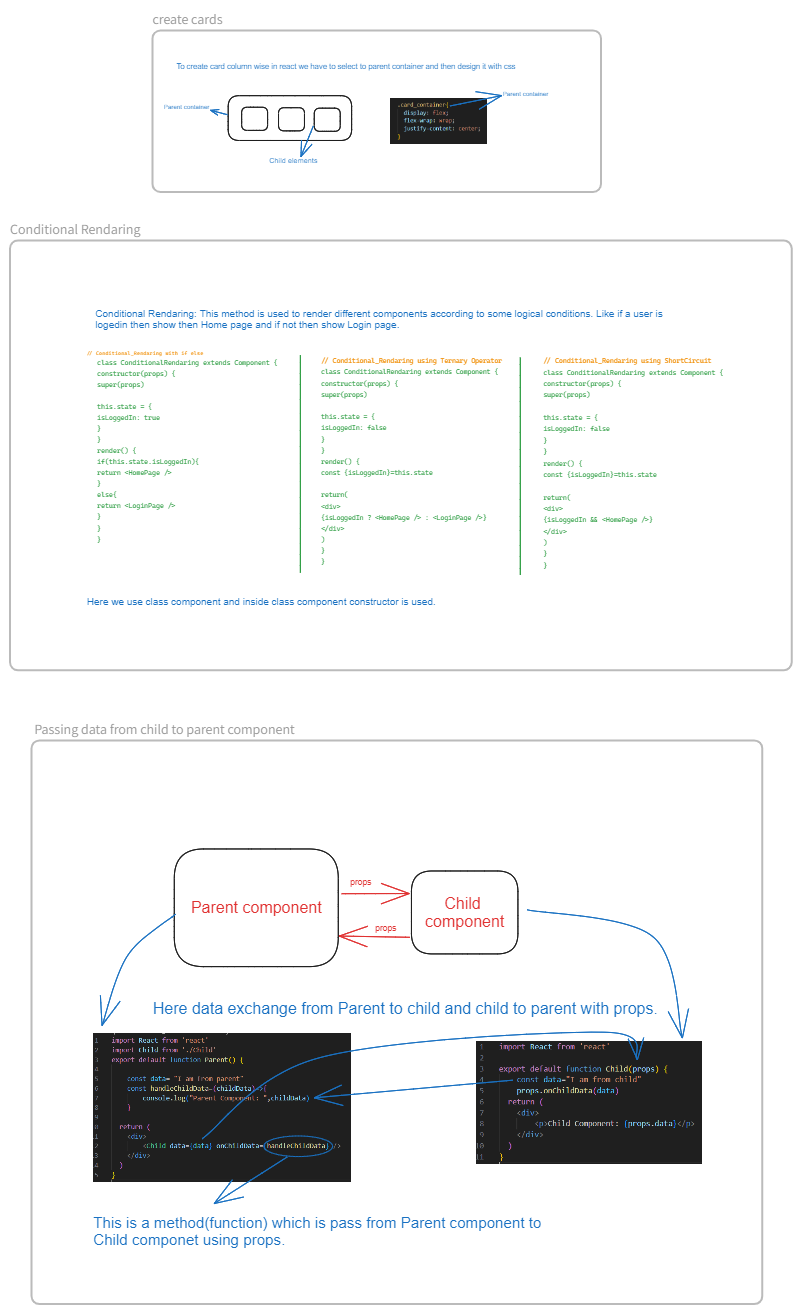 create cards
To create card column wise in react we have to select to parent container and then design it with css
Parent container
Child elements
.card_container{
display: flex;
flex-wrap: wrap;
justify-content: center;
}
Parent container
Conditional Rendaring
Conditional Rendaring: This method is used to render different components according to some logical conditions. Like if a user is
logedin then show then Home page and if not then show Login page.
// Conditional_Rendaring with if else
class ConditionalRendaring extends Component {
constructor(props) {
super(props)
this.state = {
isLoggedIn: true
}
}
render() {
if(this.state.isLoggedIn){
return <HomePage />
}
else{
return <LoginPage />
}
}
}
// Conditional_Rendaring using Ternary Operator
class ConditionalRendaring extends Component {
constructor(props) {
super(props)
this.state = {
isLoggedIn: false
}
}
render() {
const {isLoggedIn}=this.state
return(
<div>
{isLoggedIn ? <HomePage /> : <LoginPage />}
</div>
)
}
}
// Conditional_Rendaring using ShortCircuit
class ConditionalRendaring extends Component {
constructor(props) {
super(props)
this.state = {
isLoggedIn: false
}
}
render() {
const {isLoggedIn}=this.state
return(
<div>
{isLoggedIn && <HomePage />}
</div>
)
}
}
Here we use class component and inside class component constructor is used.
Passing data from child to parent component
Parent component
props
props
Child
component
Here data exchange from Parent to child and child to parent with props.
1 import React from 'react'
2 import Child from './Child'
3 export default function Parent() {
4
5 const data= "I am from parent"
6 const handleChildData=(childData)=>{
7 console.log("Parent Component: ",childData)
8 }
9
0 return (
1 <div>
2 <Child data={data} onChildData={handleChildData}/>
3 </div>
4 )
5 }
1 import React from 'react'
2
3 export default function Child(props) {
4 const data="I am from child"
5 props.onChildData(data)
6 return (
7 <div>
8 <p>Child Component: {props.data}</p>
9 </div>
10 )
11 }
This is a method(function) which is pass from Parent component to
Child componet using props.